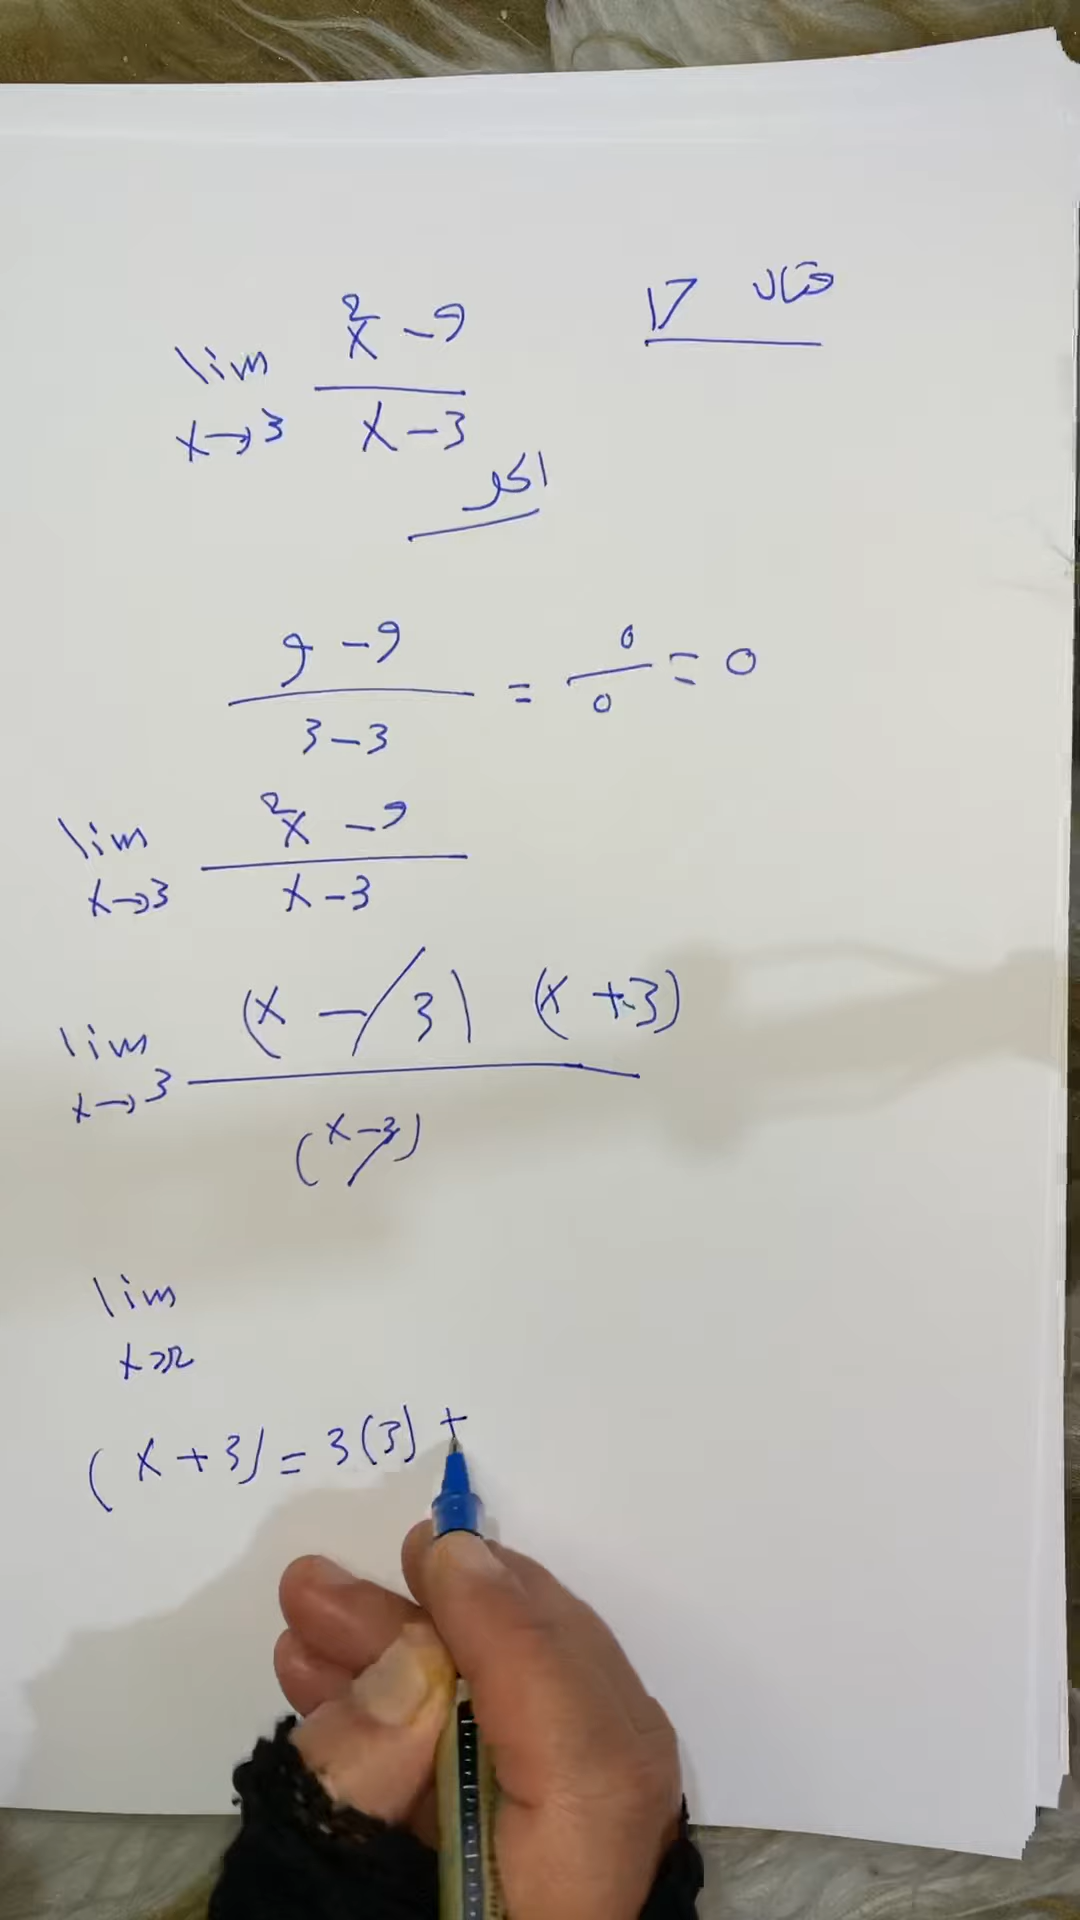 مثال 17
lim x→3 (x² - 9) / (x - 3)
(9 - 9) / (3 - 3) = 0/0 = 0
lim x→3 (x² - 9) / (x - 3)
lim x→3 (x - 3) (x + 3) / (x - 3)
lim
(x + 3) = 3(3) +